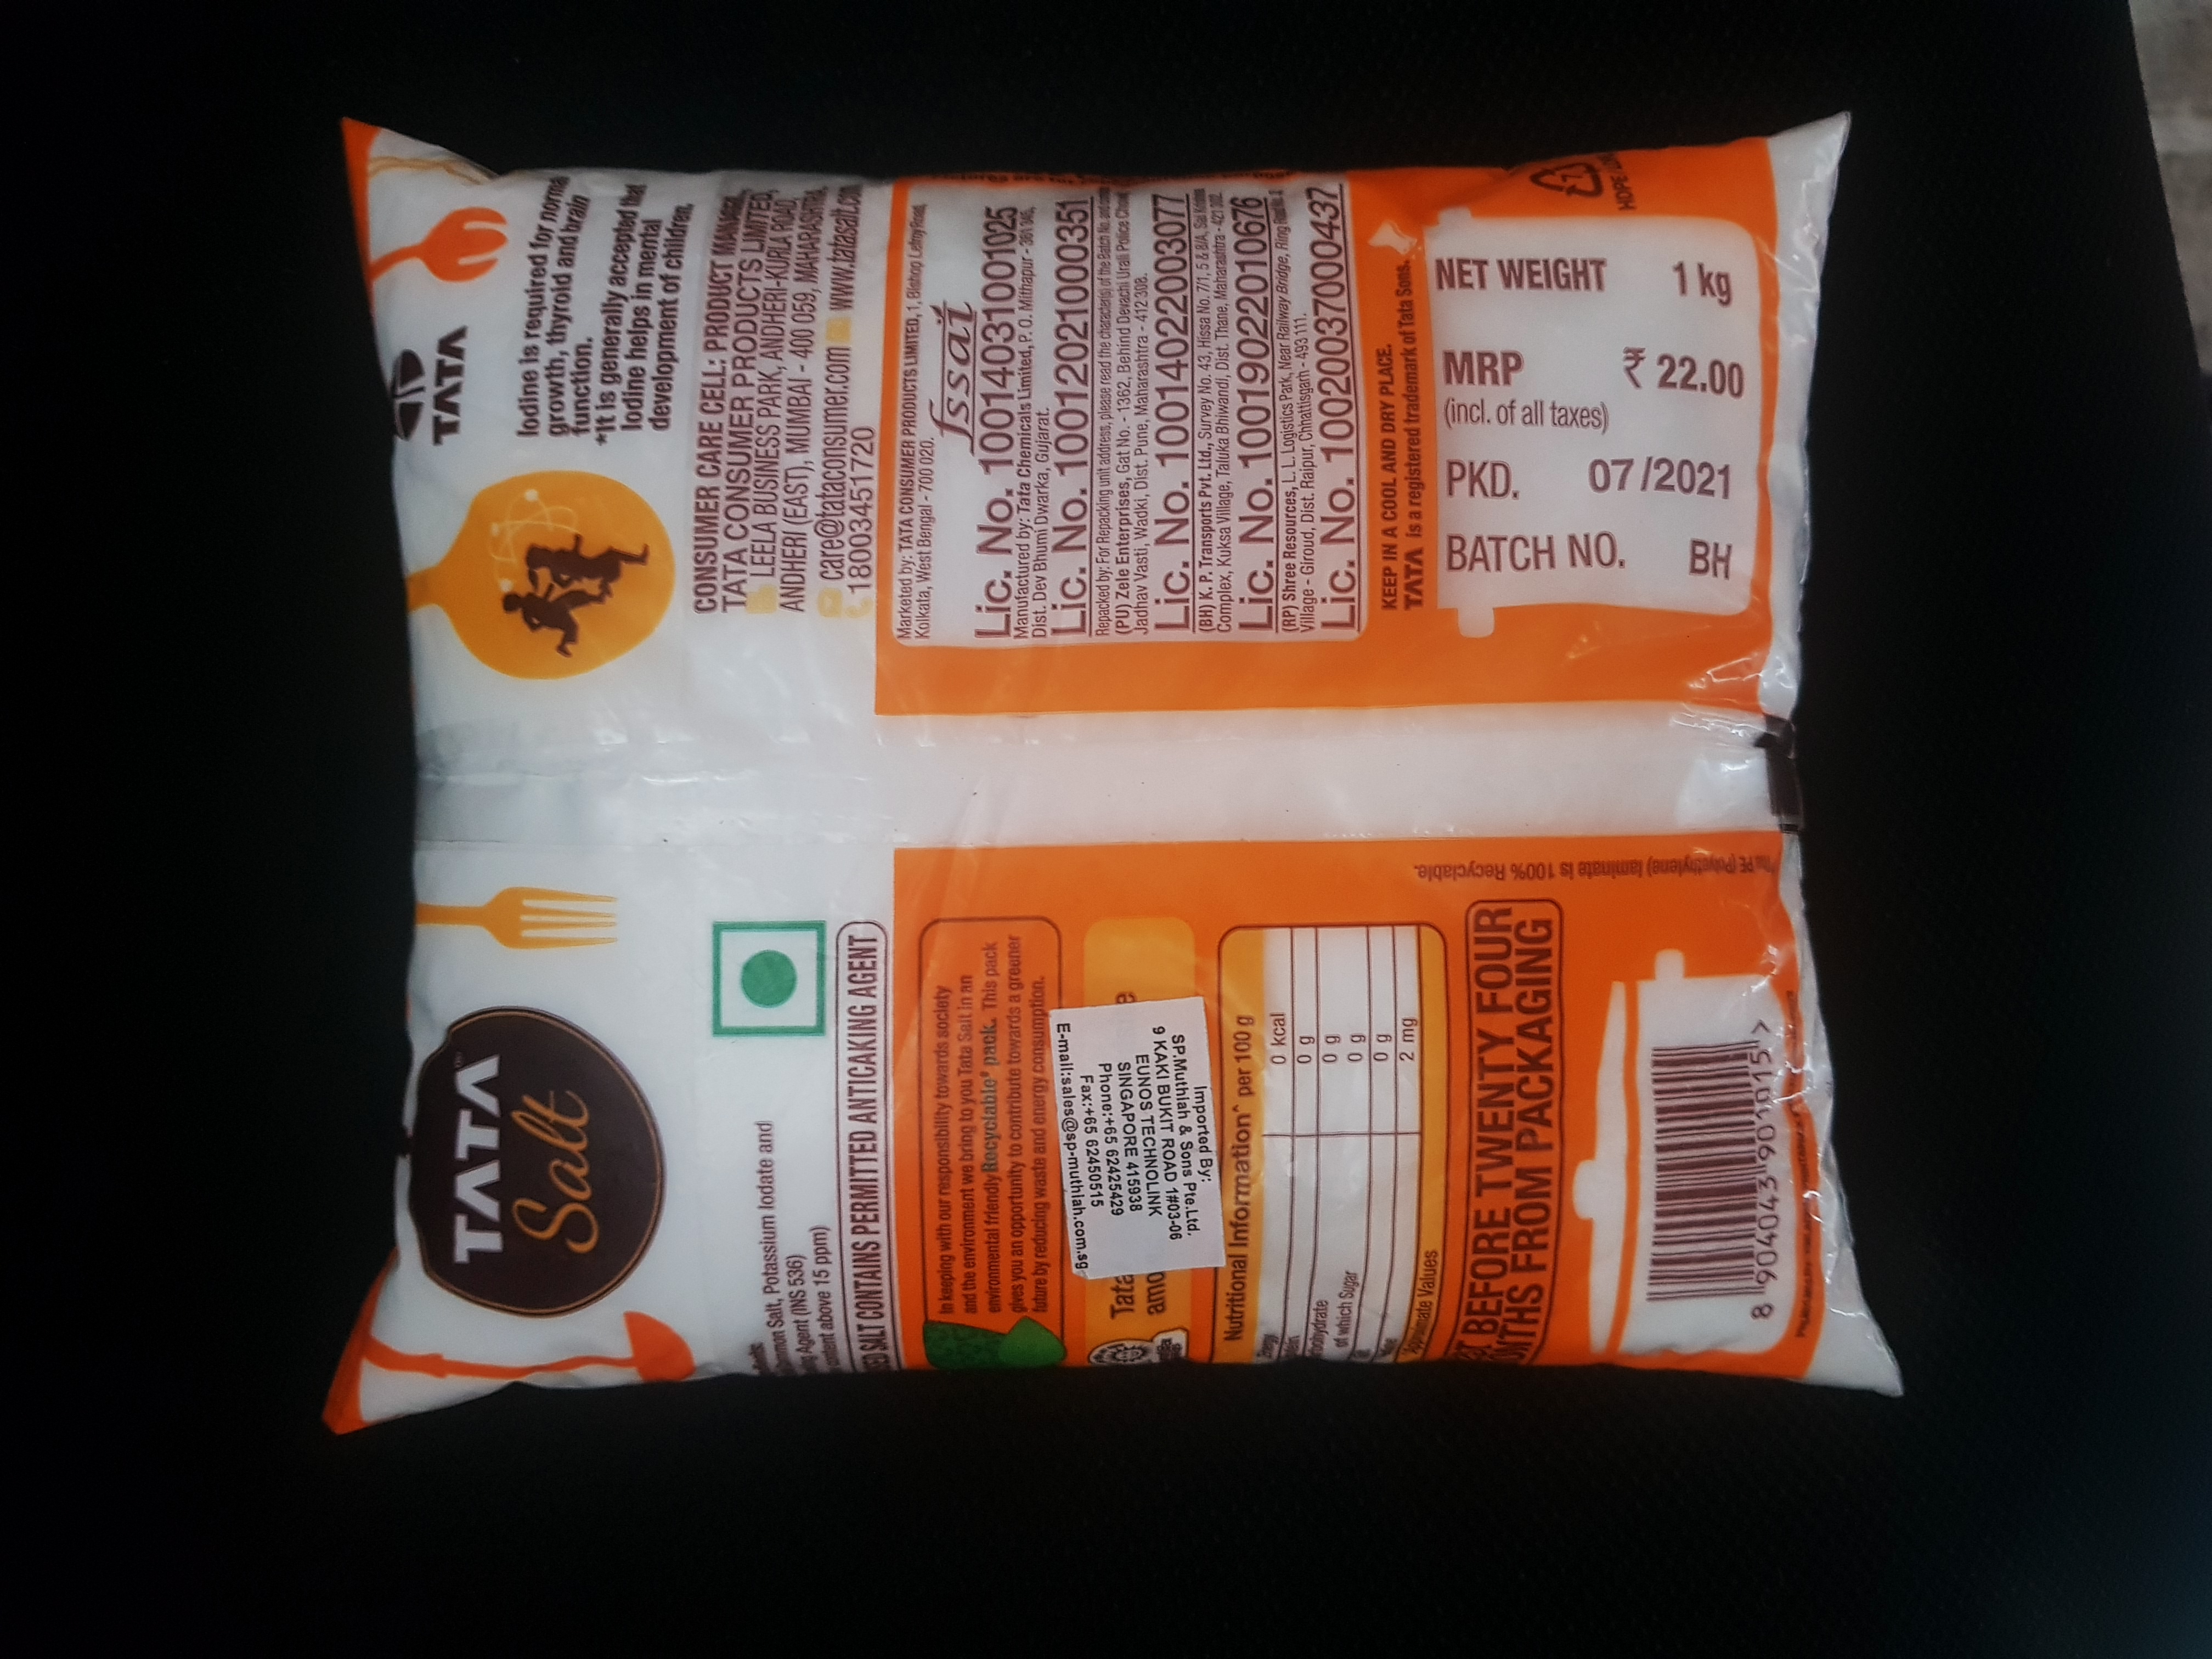 TATA
Salt
Common Salt, Potassium Iodate and
Agent (INS 536)
content above 15 ppm)
SALT CONTAINS PERMITTED ANTICAKING AGENT
In keeping with our responsibility towards society
and the environment we bring to you Tata Salt in an
environmental friendly Recyclable* pack. This pack
gives you an opportunity to contribute towards a greener
future by reducing waste and energy consumption.
Tata
Imported By:
SP.Muthiah & Sons Pte.Ltd.
9 KAKI BUKIT ROAD 1#03-06
EUNOS TECHNOLINK
SINGAPORE 415938
Phone:+65 62425429
Fax:+65 62450515
E-mail:sales@sp-muthiah.com.sg
Nutritional Information^ per 100 g
Energy 0 kcal
0 g
0 g
of which Sugar 0 g
0 g
2 mg
Values
BEFORE TWENTY FOUR
FROM PACKAGING
(Polyethylene) laminate is 100% Recyclable.
8 904043 901015 >
TATA
Iodine is required for normal
growth, thyroid and brain
function.
*It is generally accepted that
Iodine helps in mental
development of children.
CONSUMER CARE CELL: PRODUCT MANAGER,
TATA CONSUMER PRODUCTS LIMITED,
LEELA BUSINESS PARK, ANDHERI-KURLA ROAD,
ANDHERI (EAST), MUMBAI - 400 059, MAHARASHTRA.
care@tataconsumer.com www.tatasalt.com
18003451720
Marketed by: TATA CONSUMER PRODUCTS LIMITED, 1, Bishop Lefroy Road,
Kolkata, West Bengal - 700 020.
fssai
Lic. No. 10014031001025
Manufactured by: Tata Chemicals Limited, P. O. Mithapur - 361 345,
Dist. Dev Bhumi Dwarka, Gujarat.
Lic. No. 10012021000351
Repacked by: For Repacking unit address, please read the character(s) of the Batch No.
(PU) Zele Enterprises, Gat No. - 1362, Behind Devachi Urali Police Chowki
Jadhav Vasti, Wadki, Dist. Pune, Maharashtra - 412 308.
Lic. No. 10014022003077
(BH) K. P. Transports Pvt. Ltd., Survey No. 43, Hissa No. 7/1, 5 & 8/A, Sai Krishna
Complex, Kuksa Village, Taluka Bhiwandi, Dist. Thane, Maharashtra - 421 302.
Lic. No. 10019022010676
(RP) Shree Resources, L. L. Logistics Park, Near Railway Bridge, Ring Road
Village - Giroud, Dist. Raipur, Chhattisgarh - 493 111.
Lic. No. 10020037000437
KEEP IN A COOL AND DRY PLACE.
TATA is a registered trademark of Tata Sons.
NET WEIGHT 1 kg
MRP ₹ 22.00
(incl. of all taxes)
PKD. 07/2021
BATCH NO. BH